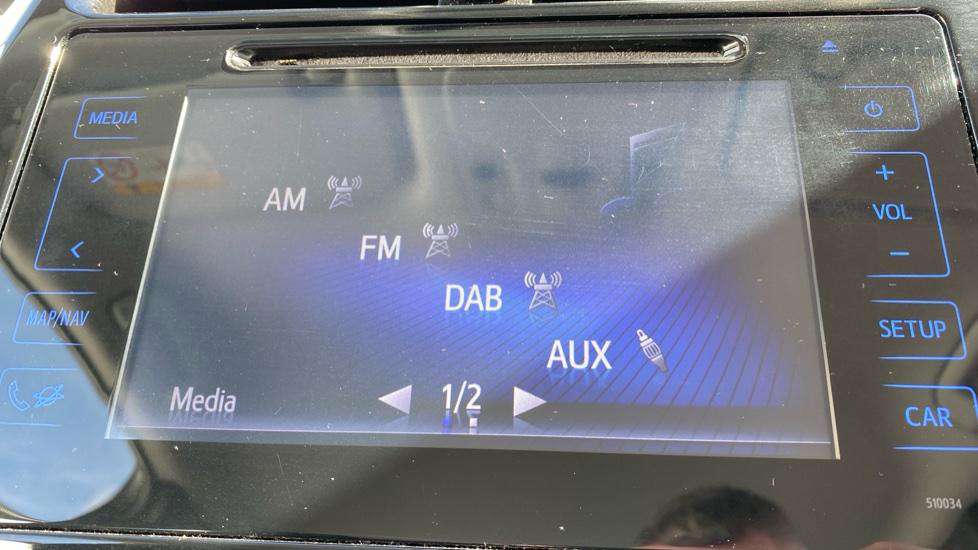 MEDIA
>
<
MAP/NAV
AM
FM
DAB
AUX
Media
1/2
+
VOL
−
SETUP
CAR
510034